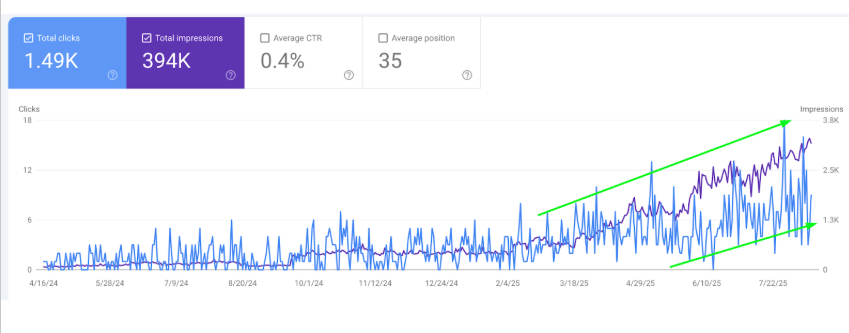 Total clicks
1.49K
Total impressions
394K
Average CTR
0.4%
Average position
35
Clicks
Impressions
18
3.8K
12
2.5K
6
1.3K
0
0
4/16/24 5/28/24 7/9/24 8/20/24 10/1/24 11/12/24 12/24/24 2/4/25 3/18/25 4/29/25 6/10/25 7/22/25